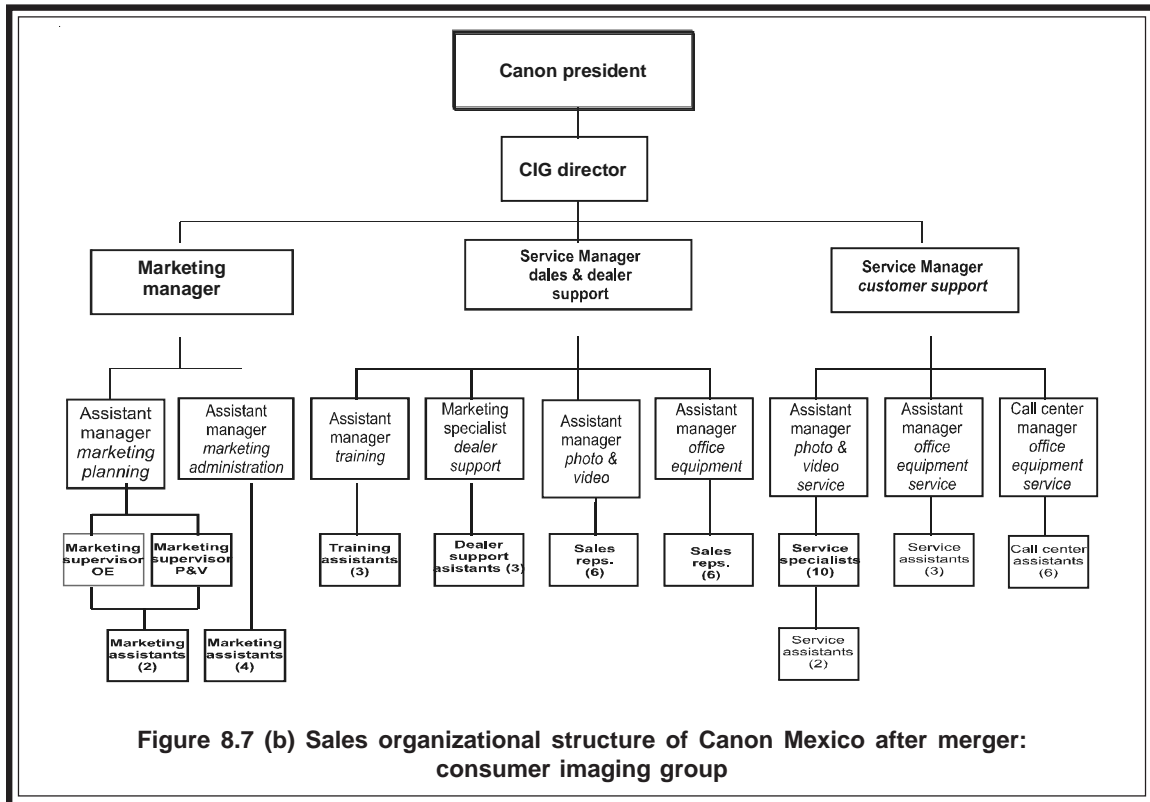 Canon president
CIG director
Marketing
manager
Service Manager
dales & dealer
support
Service Manager
customer support
Assistant
manager
marketing
planning
Assistant
manager
marketing
administration
Assistant
manager
training
Marketing
specialist
dealer
support
Assistant
manager
photo &
video
Assistant
manager
office
equipment
Assistant
manager
photo &
video
service
Assistant
manager
office
equipment
service
Call center
manager
office
equipment
service
Marketing
supervisor
OE
Marketing
supervisor
P&V
Training
assistants
(3)
Dealer
support
asistants (3)
Sales
reps.
(6)
Sales
reps.
(6)
Service
specialists
(10)
Service
assistants
(3)
Call center
assistants
(6)
Marketing
assistants
(2)
Marketing
assistants
(4)
Service
assistants
(2)
Figure 8.7 (b) Sales organizational structure of Canon Mexico after merger:
consumer imaging group